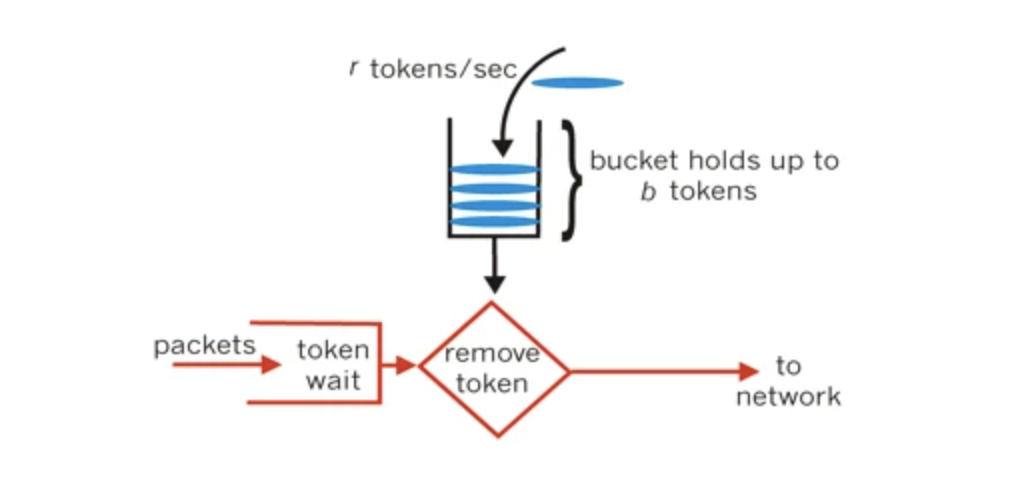 r tokens/sec
bucket holds up to
b tokens
packets
token
wait
remove
token
to
network